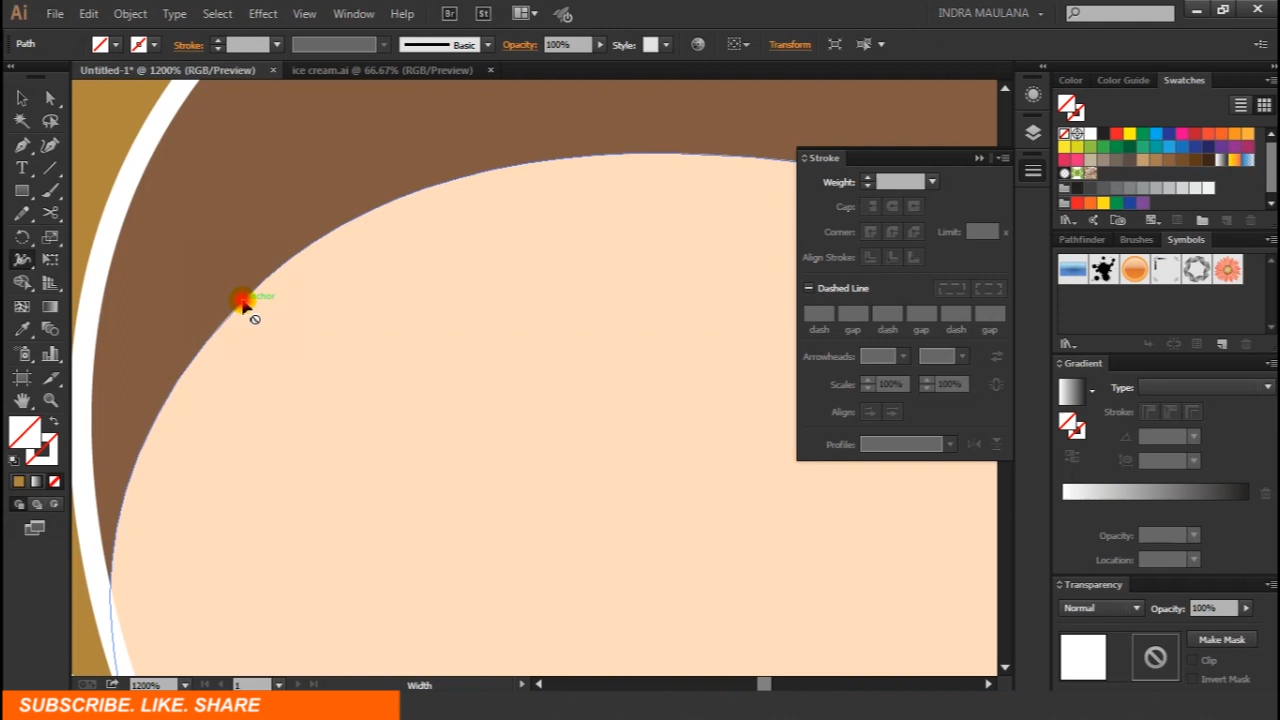 Ai File Edit Object Type Select Effect View Window Help Br St INDRA MAULANA
Path Stroke: Basic Opacity: 100% Style: Transform
Untitled-1* @ 1200% (RGB/Preview) × ice cream.ai @ 66.67% (RGB/Preview) ×
Color Color Guide Swatches
Stroke
Weight:
Cap:
Corner: Limit: x
Align Stroke:
Dashed Line
dash gap dash gap dash gap
Arrowheads:
Scale: 100% 100%
Align:
Profile:
Pathfinder Brushes Symbols
Gradient
Type:
Stroke:
Opacity:
Location:
Transparency
Normal Opacity: 100%
Make Mask
Clip
Invert Mask
1200% 1 Width
SUBSCRIBE. LIKE. SHARE